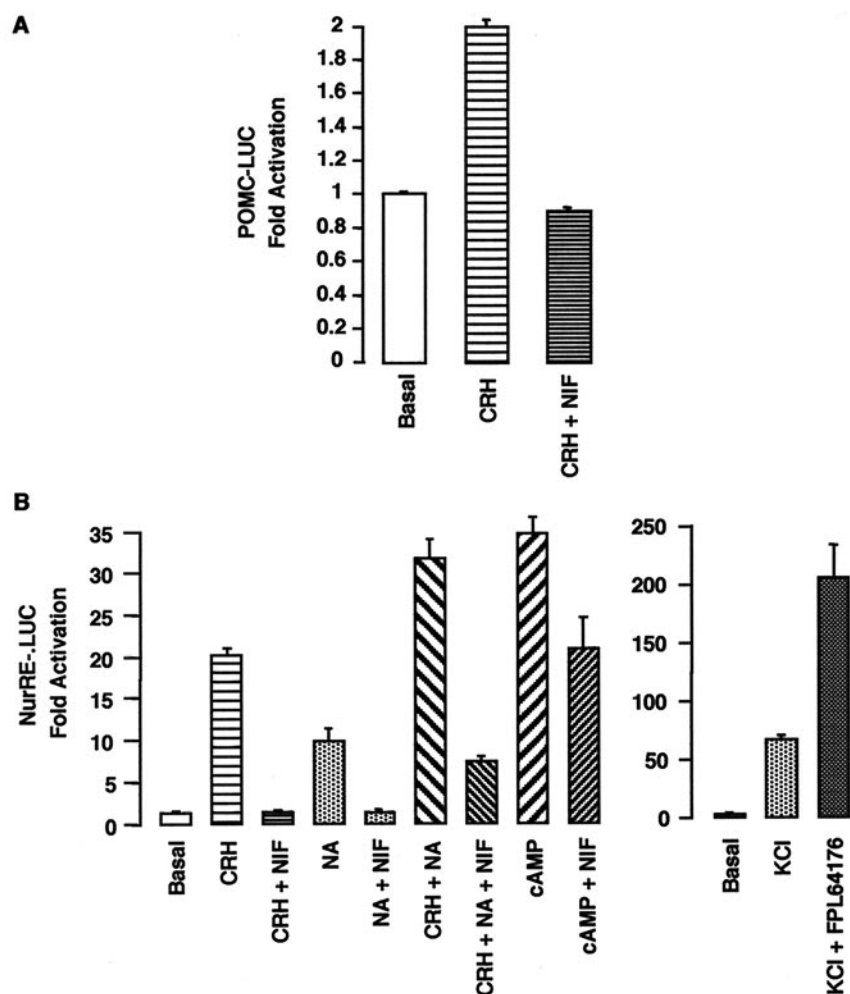 A
POMC-LUC
Fold Activation
2
1.8
1.6
1.4
1.2
1
0.8
0.6
0.4
0.2
0
Basal
CRH
CRH + NIF
B
NurRE-.LUC
Fold Activation
35
30
25
20
10
5
0
Basal
CRH
CRH + NIF
NA
NA + NIF
CRH + NA
CRH + NA + NIF
cAMP
cAMP + NIF
250
200
150
100
50
0
Basal
KCl
KCl + FPL64176